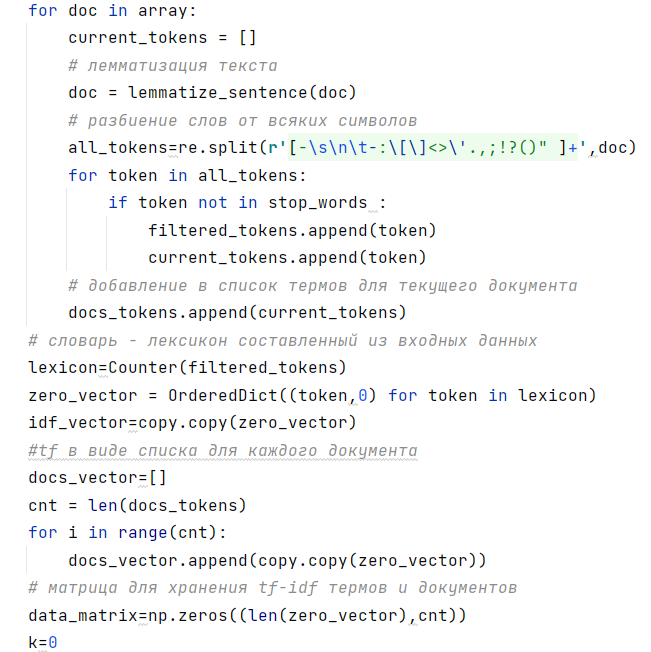 for doc in array:
    current_tokens = []
    # лемматизация текста
    doc = lemmatize_sentence(doc)
    # разбиение слов от всяких символов
    all_tokens=re.split(r'[-\s\n\t-:\[\]<>\'.,;!?()" ]+',doc)
    for token in all_tokens:
        if token not in stop_words :
            filtered_tokens.append(token)
            current_tokens.append(token)
    # добавление в список термов для текущего документа
    docs_tokens.append(current_tokens)
# словарь - лексикон составленный из входных данных
lexicon=Counter(filtered_tokens)
zero_vector = OrderedDict((token,0) for token in lexicon)
idf_vector=copy.copy(zero_vector)
#tf в виде списка для каждого документа
docs_vector=[]
cnt = len(docs_tokens)
for i in range(cnt):
    docs_vector.append(copy.copy(zero_vector))
# матрица для хранения tf-idf термов и документов
data_matrix=np.zeros((len(zero_vector),cnt))
k=0